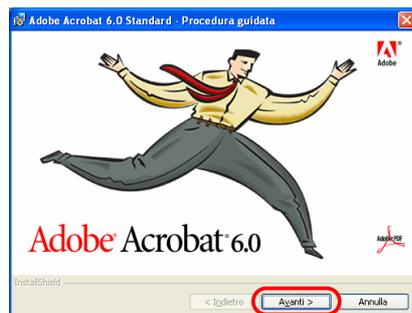 Adobe Acrobat 6.0 Standard - Procedura guidata
Adobe
Adobe® Acrobat® 6.0
Adobe PDF
InstallShield
< Indietro Avanti > Annulla